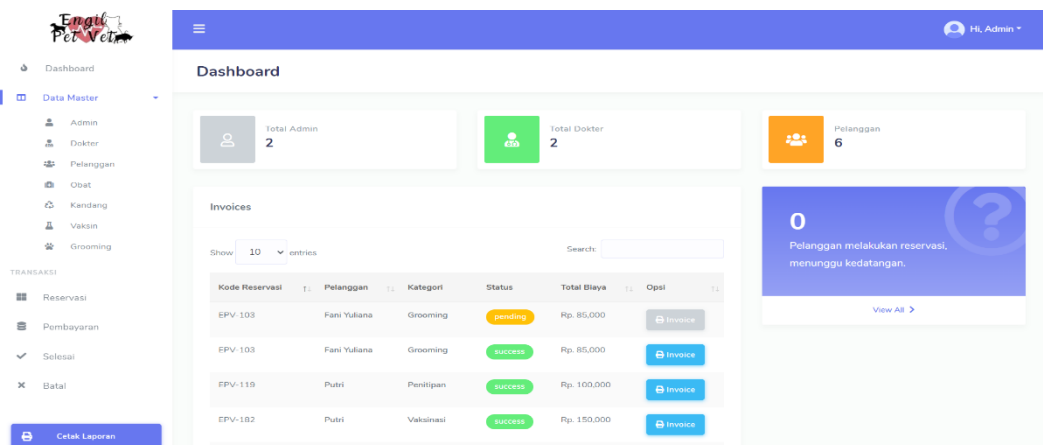 Engil
Pet Vet
Hi, Admin
Dashboard
Dashboard
Data Master
Admin
Dokter
Pelanggan
Obat
Kandang
Vaksin
Grooming
TRANSAKSI
Reservasi
Pembayaran
Selesai
Batal
Cetak Laporan
Total Admin
2
Total Dokter
2
Pelanggan
6
Invoices
Show 10 entries
Search:
Kode Reservasi Pelanggan Kategori Status Total Biaya Opsi
EPV-103 Fani Yuliana Grooming pending Rp. 85,000 Invoice
EPV-103 Fani Yuliana Grooming success Rp. 85,000 Invoice
EPV-119 Putri Penitipan success Rp. 100,000 Invoice
EPV-182 Putri Vaksinasi success Rp. 150,000 Invoice
0
Pelanggan melakukan reservasi,
menunggu kedatangan.
View All